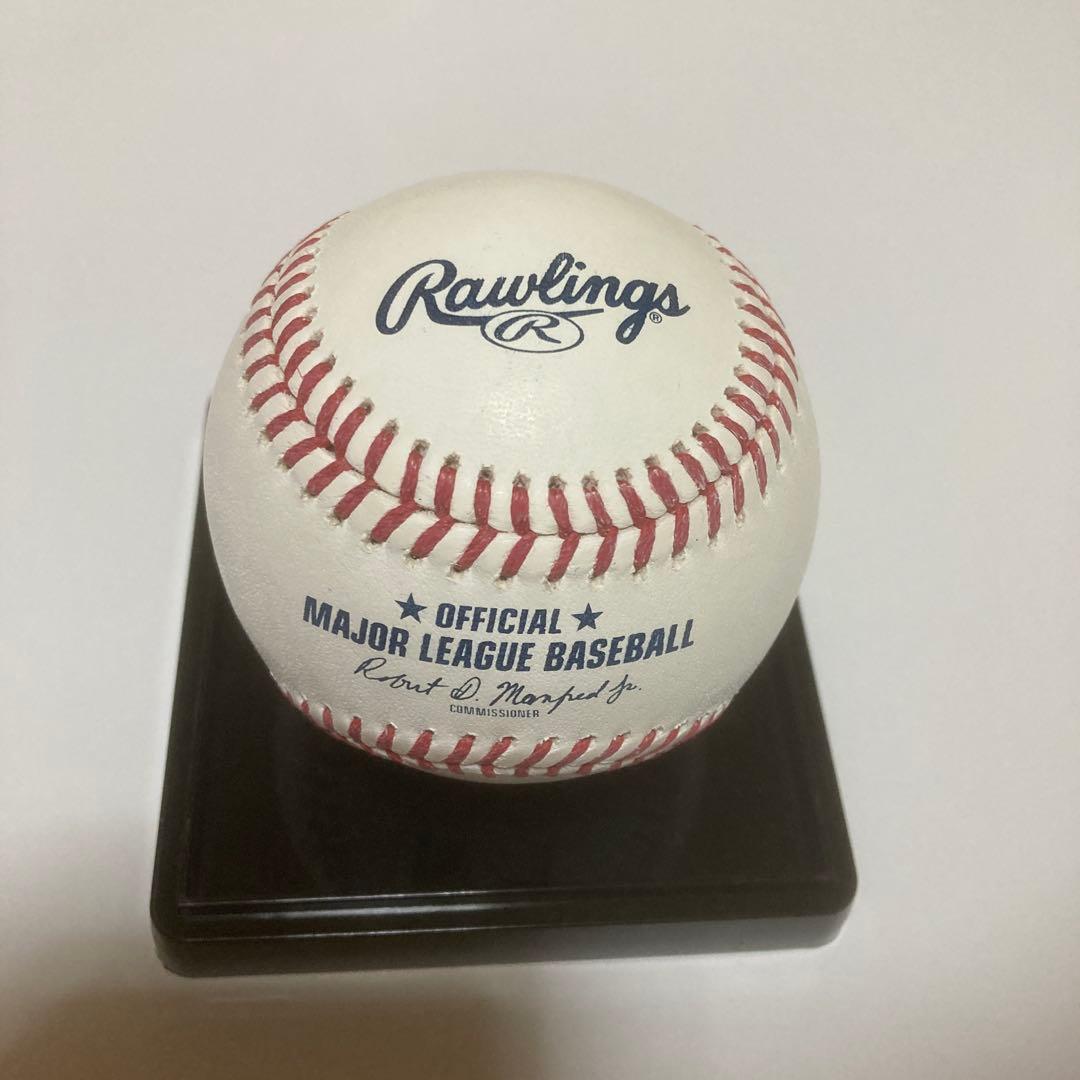 Rawlings®
R
★ OFFICIAL ★
MAJOR LEAGUE BASEBALL
Robert D. Manfred Jr.
COMMISSIONER